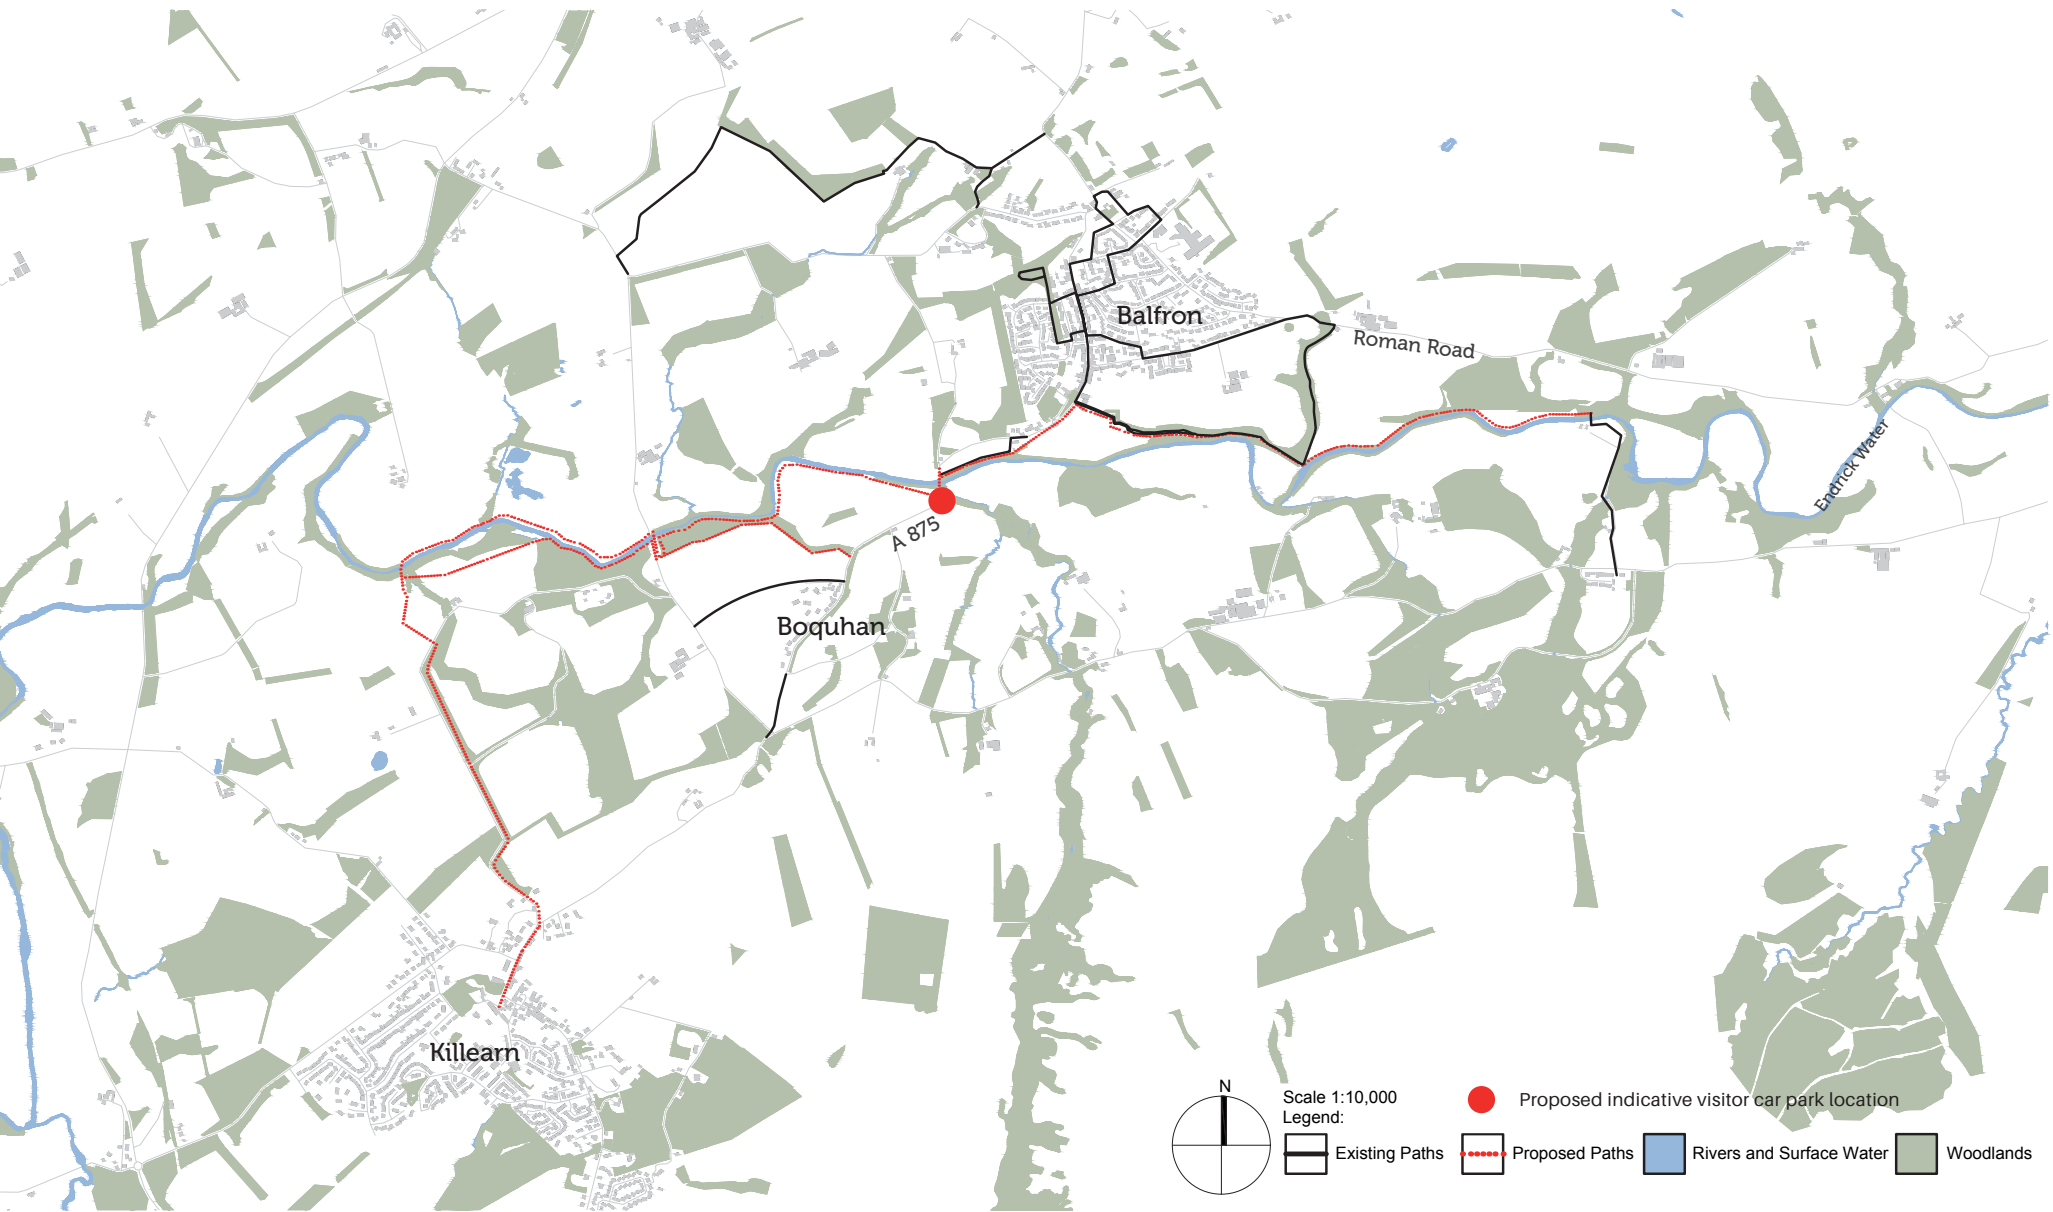 Balfron
Roman Road
Endrick Water
A 875
Boquhan
Killearn
N
Scale 1:10,000
Legend:
Proposed indicative visitor car park location
Existing Paths
Proposed Paths
Rivers and Surface Water
Woodlands